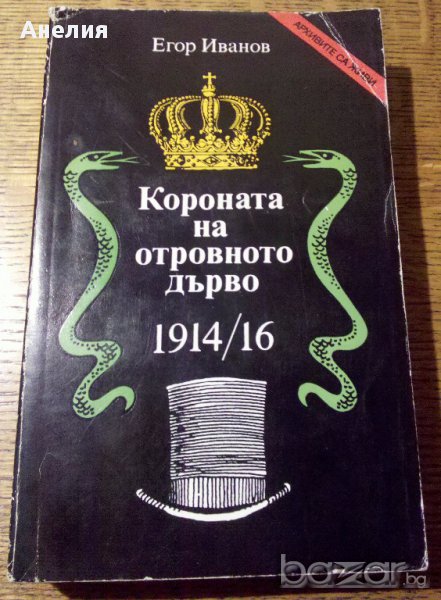 Анелия
Егор Иванов
АРХИВИТЕ СА ЖИВИ
Короната
на
отровното
дърво
1914/16
bazar.bg